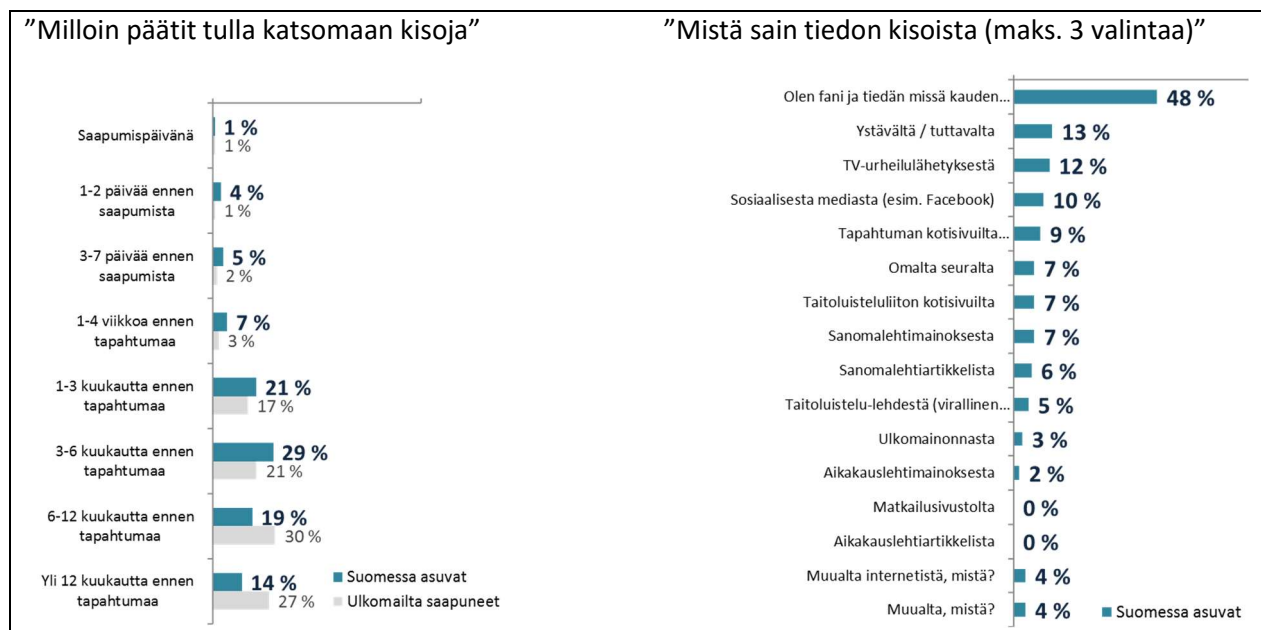 ”Milloin päätit tulla katsomaan kisoja”
Saapumispäivänä
1 %
1 %
1-2 päivää ennen
saapumista
4 %
1 %
3-7 päivää ennen
saapumista
5 %
2 %
1-4 viikkoa ennen
tapahtumaa
7 %
3 %
1-3 kuukautta ennen
tapahtumaa
21 %
17 %
3-6 kuukautta ennen
tapahtumaa
29 %
21 %
6-12 kuukautta ennen
tapahtumaa
19 %
30 %
Yli 12 kuukautta ennen
tapahtumaa
14 %
27 %
Suomessa asuvat
Ulkomailta saapuneet
”Mistä sain tiedon kisoista (maks. 3 valintaa)”
Olen fani ja tiedän missä kauden... 48 %
Ystävältä / tuttavalta 13 %
TV-urheilulähetyksestä 12 %
Sosiaalisesta mediasta (esim. Facebook) 10 %
Tapahtuman kotisivuilta... 9 %
Omalta seuralta 7 %
Taitoluisteluliiton kotisivuilta 7 %
Sanomalehtimainoksesta 7 %
Sanomalehtiartikkelista 6 %
Taitoluistelu-lehdestä (virallinen... 5 %
Ulkomainonnasta 3 %
Aikakauslehtimainoksesta 2 %
Matkailusivustolta 0 %
Aikakauslehtiartikkelista 0 %
Muualta internetistä, mistä? 4 %
Muualta, mistä? 4 %
Suomessa asuvat